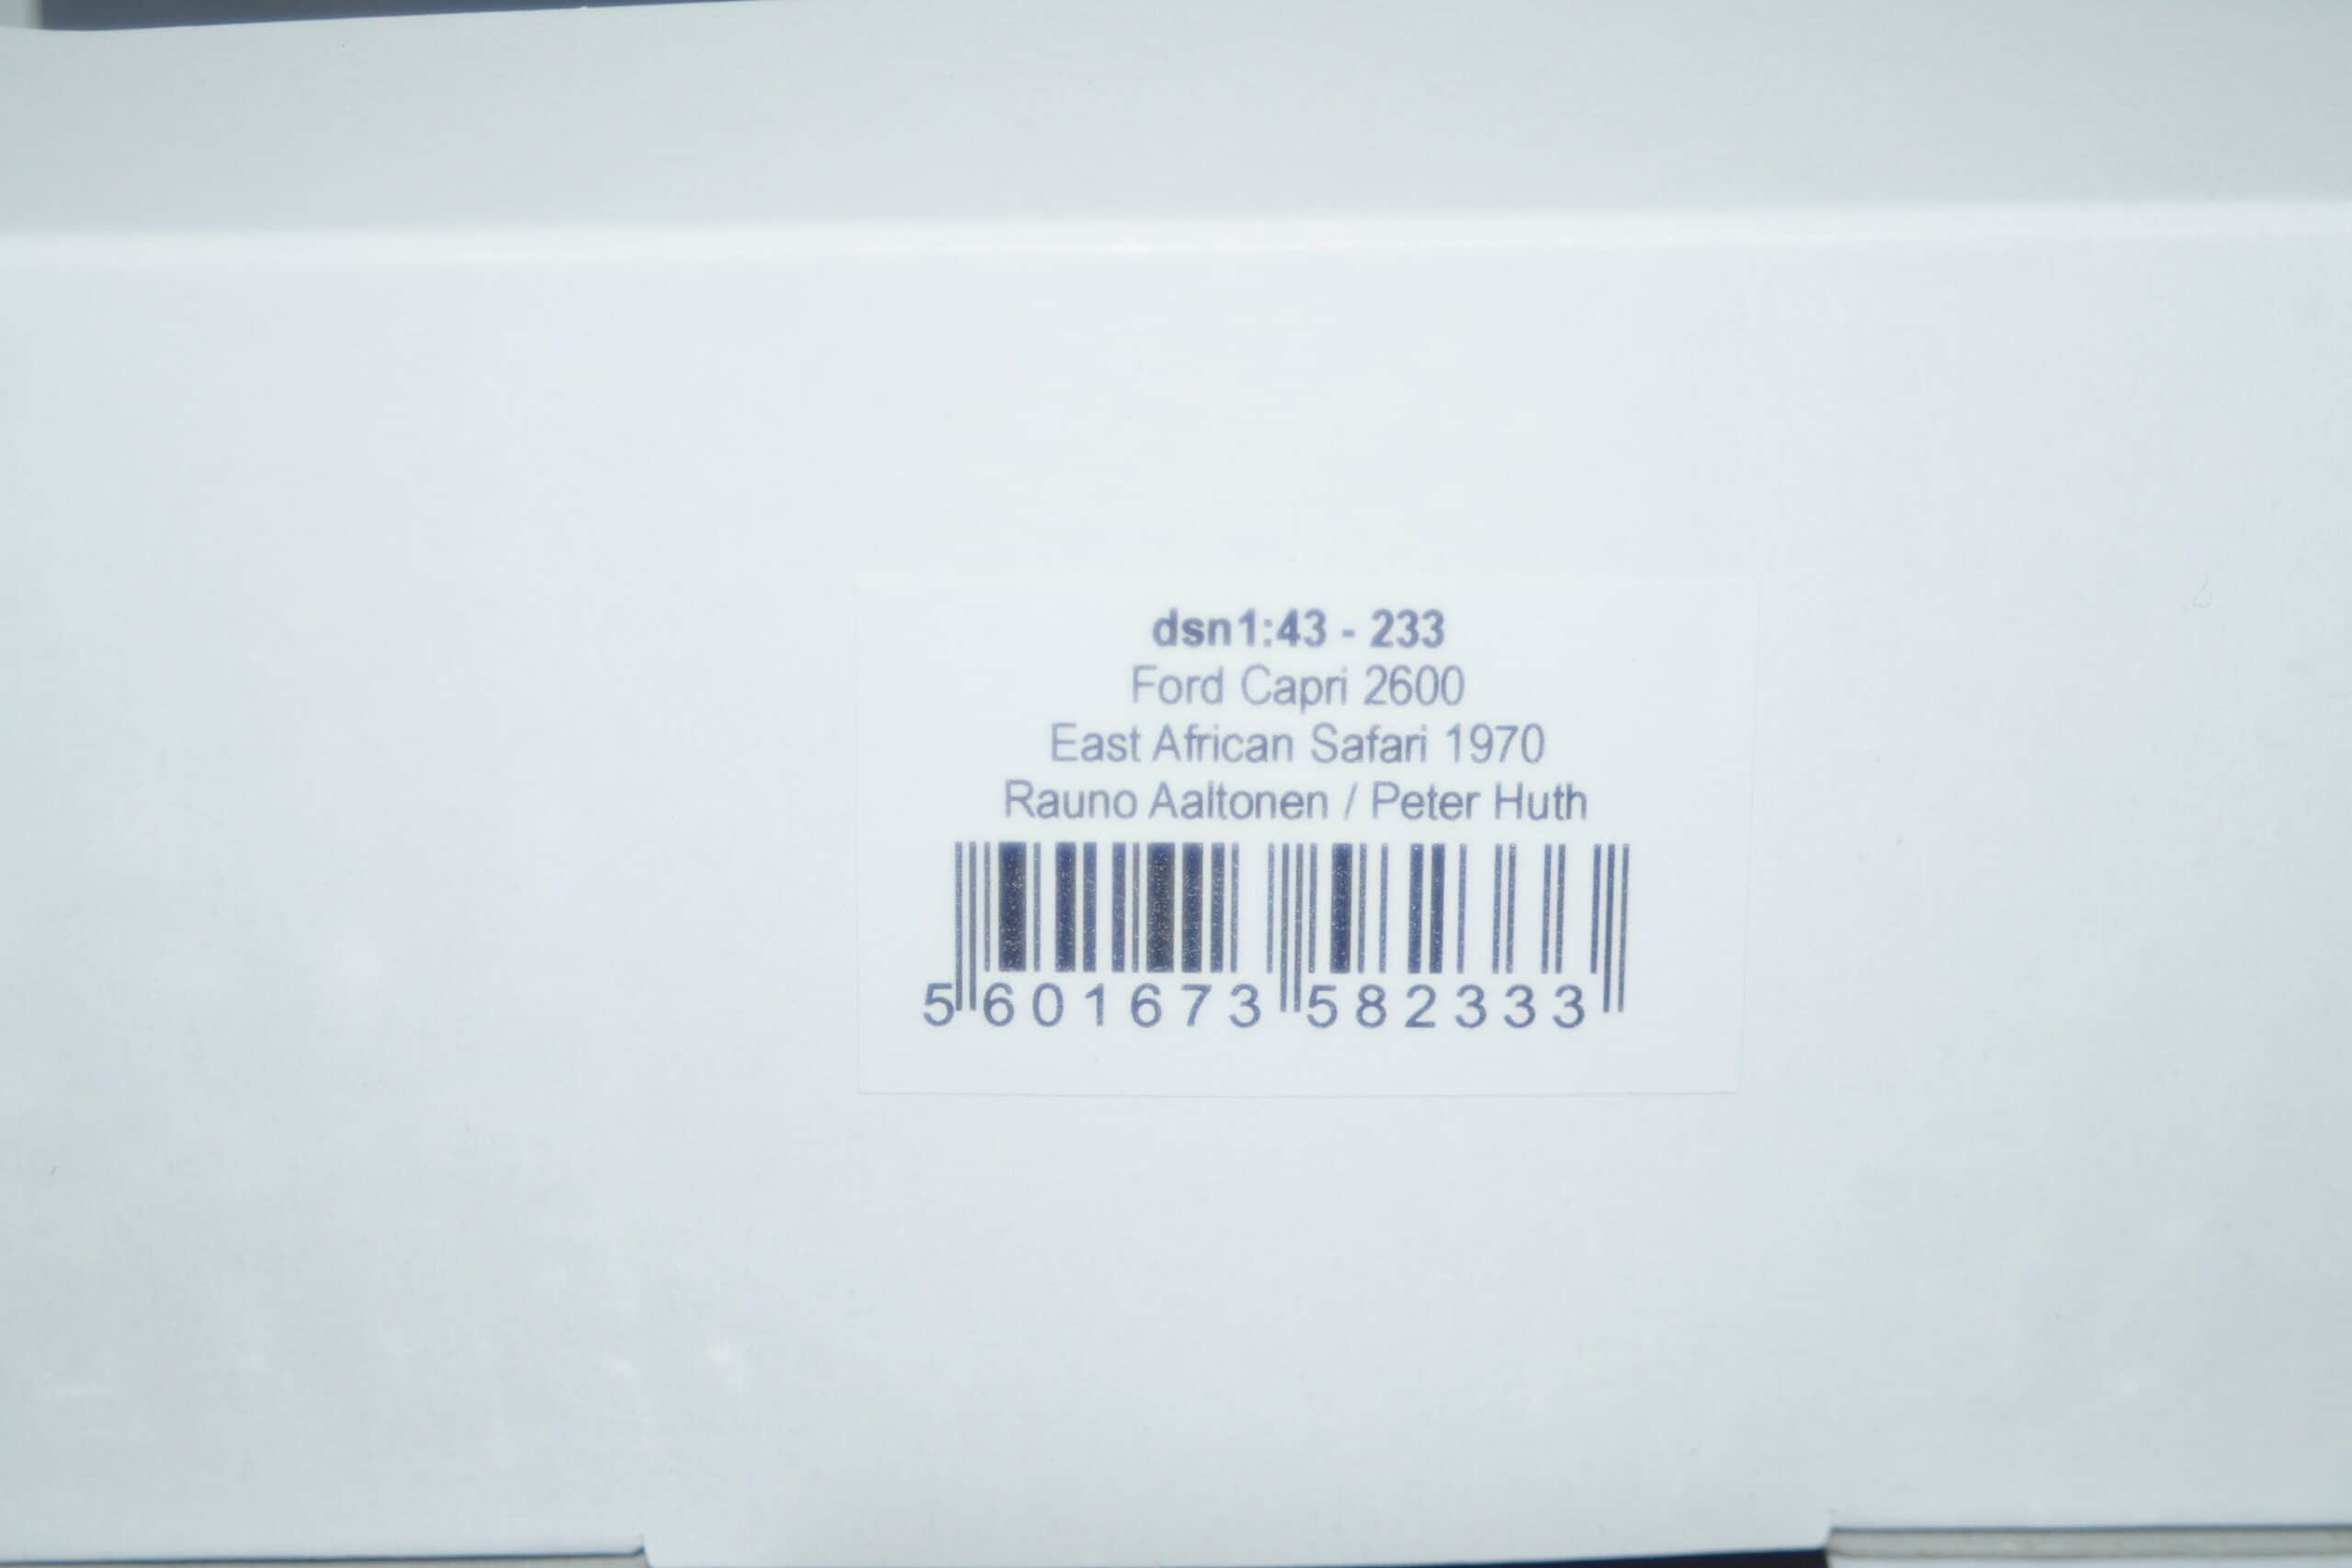 dsn1:43 - 233
Ford Capri 2600
East African Safari 1970
Rauno Aaltonen / Peter Huth
5 601673 582333